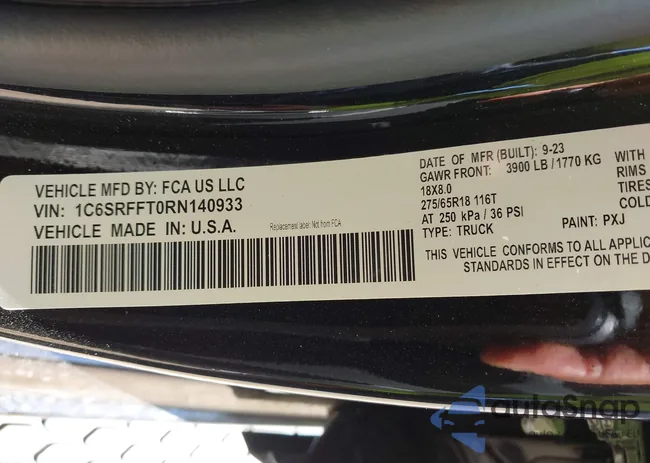 VEHICLE MFD BY: FCA US LLC
VIN: 1C6SRFFT0RN140933
VEHICLE MADE IN: U.S.A.
Replacement label: Not from FCA
DATE OF MFR (BUILT): 9-23
GAWR FRONT: 3900 LB / 1770 KG
18X8.0
275/65R18 116T
AT 250 kPa / 36 PSI
TYPE: TRUCK
PAINT: PXJ
WITH
RIMS
TIRES
THIS VEHICLE CONFORMS TO ALL APPLIC
STANDARDS IN EFFECT ON THE D
autoSnap